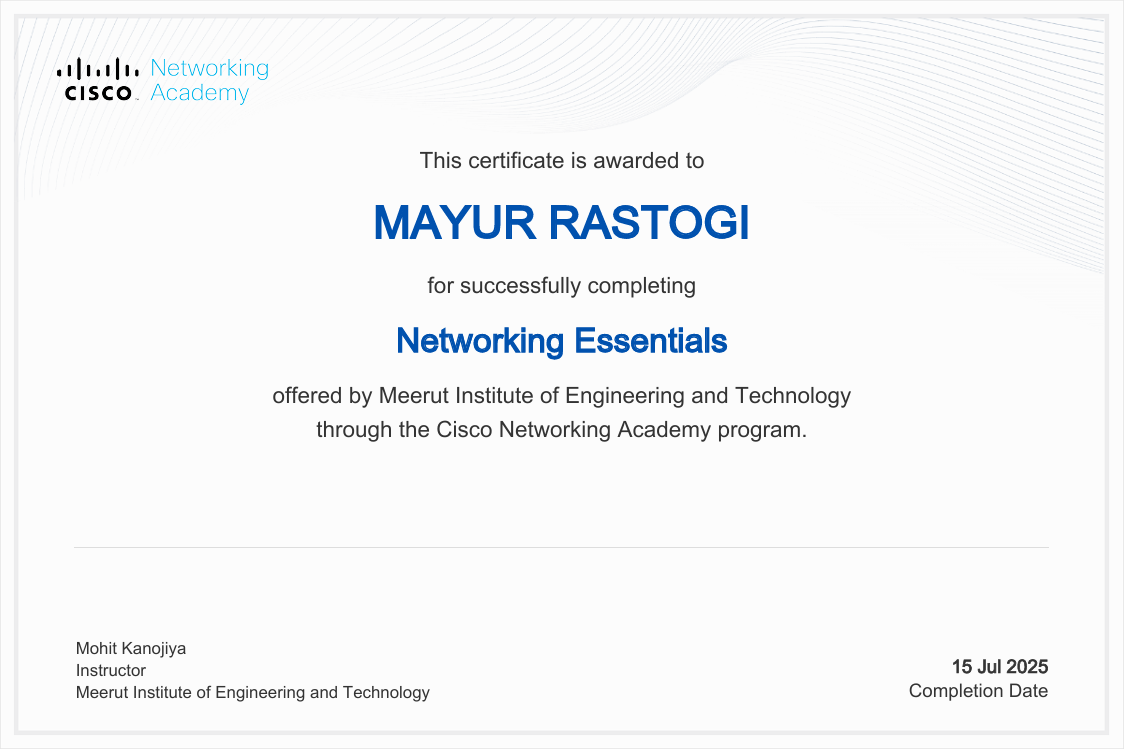 CISCO
Networking
Academy
This certificate is awarded to
MAYUR RASTOGI
for successfully completing
Networking Essentials
offered by Meerut Institute of Engineering and Technology
through the Cisco Networking Academy program.
Mohit Kanojiya
Instructor
Meerut Institute of Engineering and Technology
15 Jul 2025
Completion Date